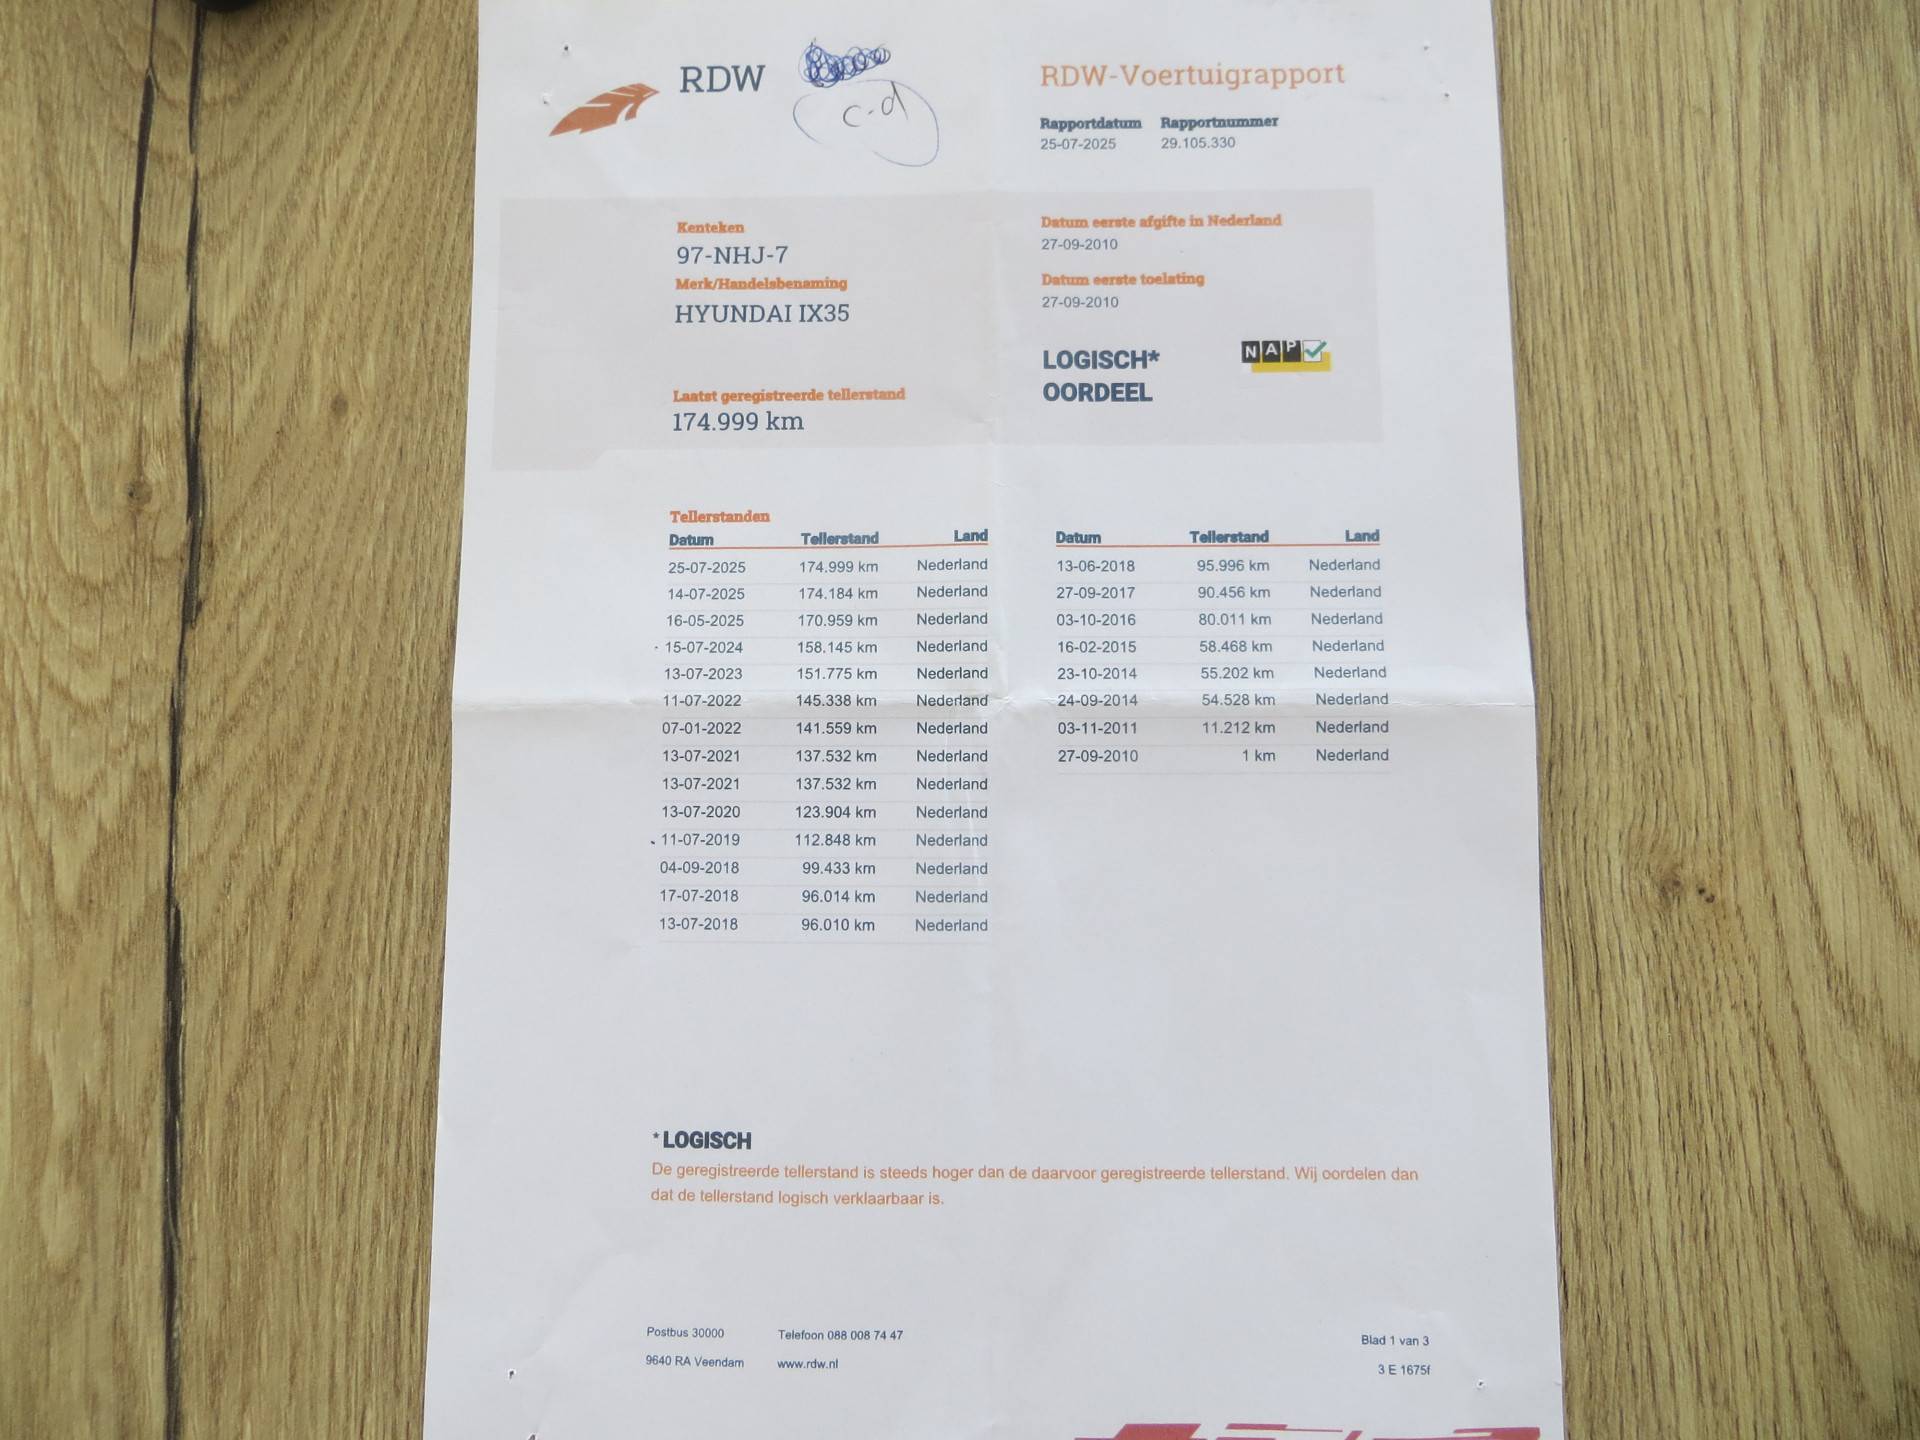 RDW
c-d
RDW-Voertuigrapport
Rapportdatum Rapportnummer
25-07-2025 29.105.330
Kenteken
97-NHJ-7
Merk/Handelsbenaming
HYUNDAI IX35
Laatst geregistreerde tellerstand
174.999 km
Datum eerste afgifte in Nederland
27-09-2010
Datum eerste toelating
27-09-2010
LOGISCH*
OORDEEL
NAP
Tellerstanden
Datum Tellerstand Land
25-07-2025 174.999 km Nederland
14-07-2025 174.184 km Nederland
16-05-2025 170.959 km Nederland
15-07-2024 158.145 km Nederland
13-07-2023 151.775 km Nederland
11-07-2022 145.338 km Nederland
07-01-2022 141.559 km Nederland
13-07-2021 137.532 km Nederland
13-07-2021 137.532 km Nederland
13-07-2020 123.904 km Nederland
11-07-2019 112.848 km Nederland
04-09-2018 99.433 km Nederland
17-07-2018 96.014 km Nederland
13-07-2018 96.010 km Nederland
Datum Tellerstand Land
13-06-2018 95.996 km Nederland
27-09-2017 90.456 km Nederland
03-10-2016 80.011 km Nederland
16-02-2015 58.468 km Nederland
23-10-2014 55.202 km Nederland
24-09-2014 54.528 km Nederland
03-11-2011 11.212 km Nederland
27-09-2010 1 km Nederland
*LOGISCH
De geregistreerde tellerstand is steeds hoger dan de daarvoor geregistreerde tellerstand. Wij oordelen dan
dat de tellerstand logisch verklaarbaar is.
Postbus 30000 Telefoon 088 008 74 47
9640 RA Veendam www.rdw.nl
Blad 1 van 3
3 E 1675f